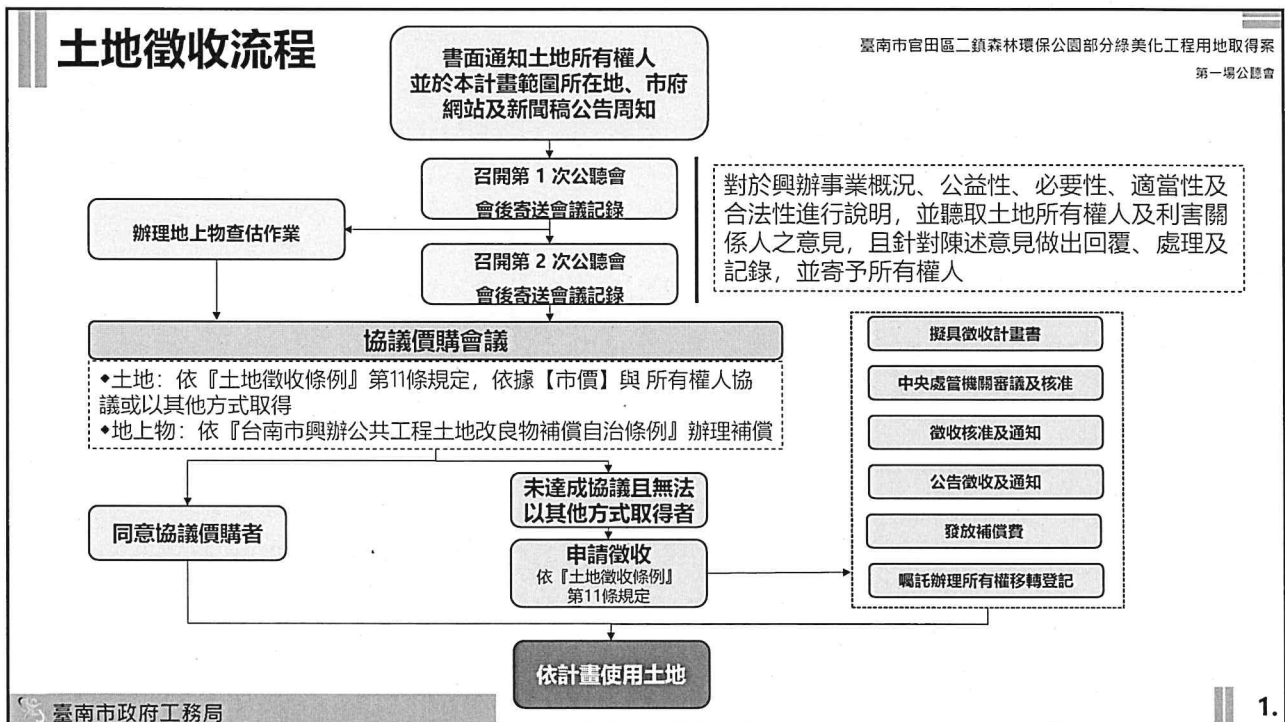 土地徵收流程
臺南市官田區二鎮森林環保公園部分綠美化工程用地取得案
第一場公聽會
書面通知土地所有權人
並於本計畫範圍所在地、市府
網站及新聞稿公告周知
召開第 1 次公聽會
會後寄送會議記錄
對於興辦事業概況、公益性、必要性、適當性及
合法性進行說明，並聽取土地所有權人及利害關
係人之意見，且針對陳述意見做出回覆、處理及
記錄，並寄予所有權人
辦理地上物查估作業
召開第 2 次公聽會
會後寄送會議記錄
協議價購會議
◆土地：依『土地徵收條例』第11條規定，依據【市價】與 所有權人協
議或以其他方式取得
◆地上物：依『台南市興辦公共工程土地改良物補償自治條例』辦理補償
擬具徵收計畫書
中央處管機關審議及核准
徵收核准及通知
公告徵收及通知
發放補償費
囑託辦理所有權移轉登記
同意協議價購者
未達成協議且無法
以其他方式取得者
申請徵收
依『土地徵收條例』
第11條規定
依計畫使用土地
臺南市政府工務局
1.